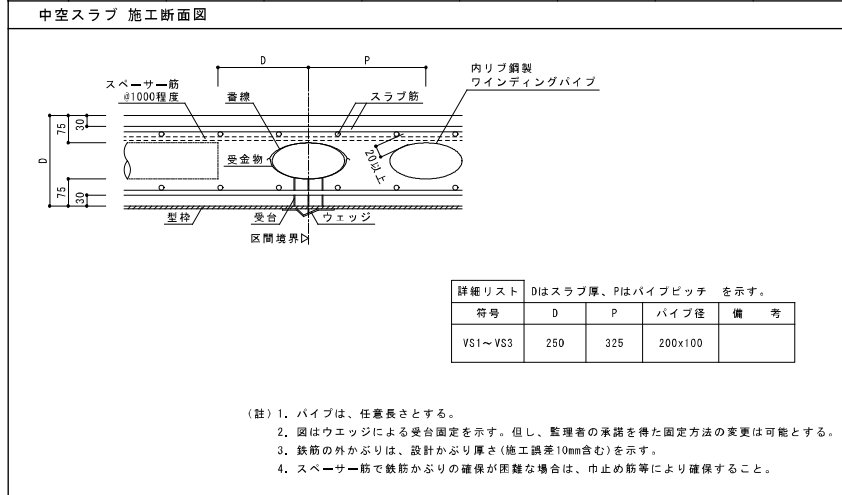 中空スラブ 施工断面図
D
P
内リブ鋼製
ワインディングパイプ
スペーサー筋
@1000程度
番線
スラブ筋
75
30
D
受金物
20以上
75
30
型枠
受台
ウェッジ
区間境界
詳細リスト Dはスラブ厚、Pはパイプピッチ を示す。
符号 D P パイプ径 備 考
VS1～VS3 250 325 200x100
(註) 1. パイプは、任意長さとする。
2. 図はウエッジによる受台固定を示す。但し、監理者の承諾を得た固定方法の変更は可能とする。
3. 鉄筋の外かぶりは、設計かぶり厚さ(施工誤差10mm含む)を示す。
4. スペーサー筋で鉄筋かぶりの確保が困難な場合は、巾止め筋等により確保すること。